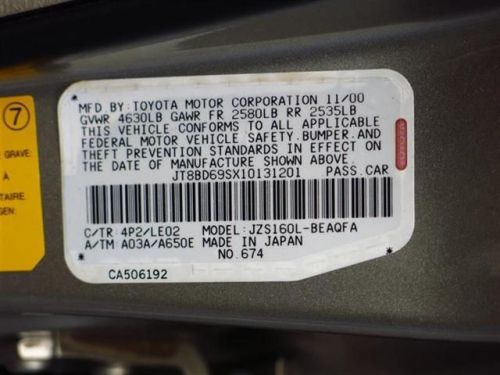 MFD.BY:TOYOTA MOTOR CORPORATION 11/00
GVWR 4630LB GAWR FR 2580LB RR 2535LB
THIS VEHICLE CONFORMS TO ALL APPLICABLE
FEDERAL MOTOR VEHICLE SAFETY, BUMPER, AND
THEFT PREVENTION STANDARDS IN EFFECT ON
THE DATE OF MANUFACTURE SHOWN ABOVE.
JT8BD69SX10131201 PASS.CAR
C/TR: 4P2/LE02 MODEL: JZS160L-BEAQFA
A/TM: A03A/A650E MADE IN JAPAN
NO.674
CA506192
7
GRAVE:
TAIRE
GEN: